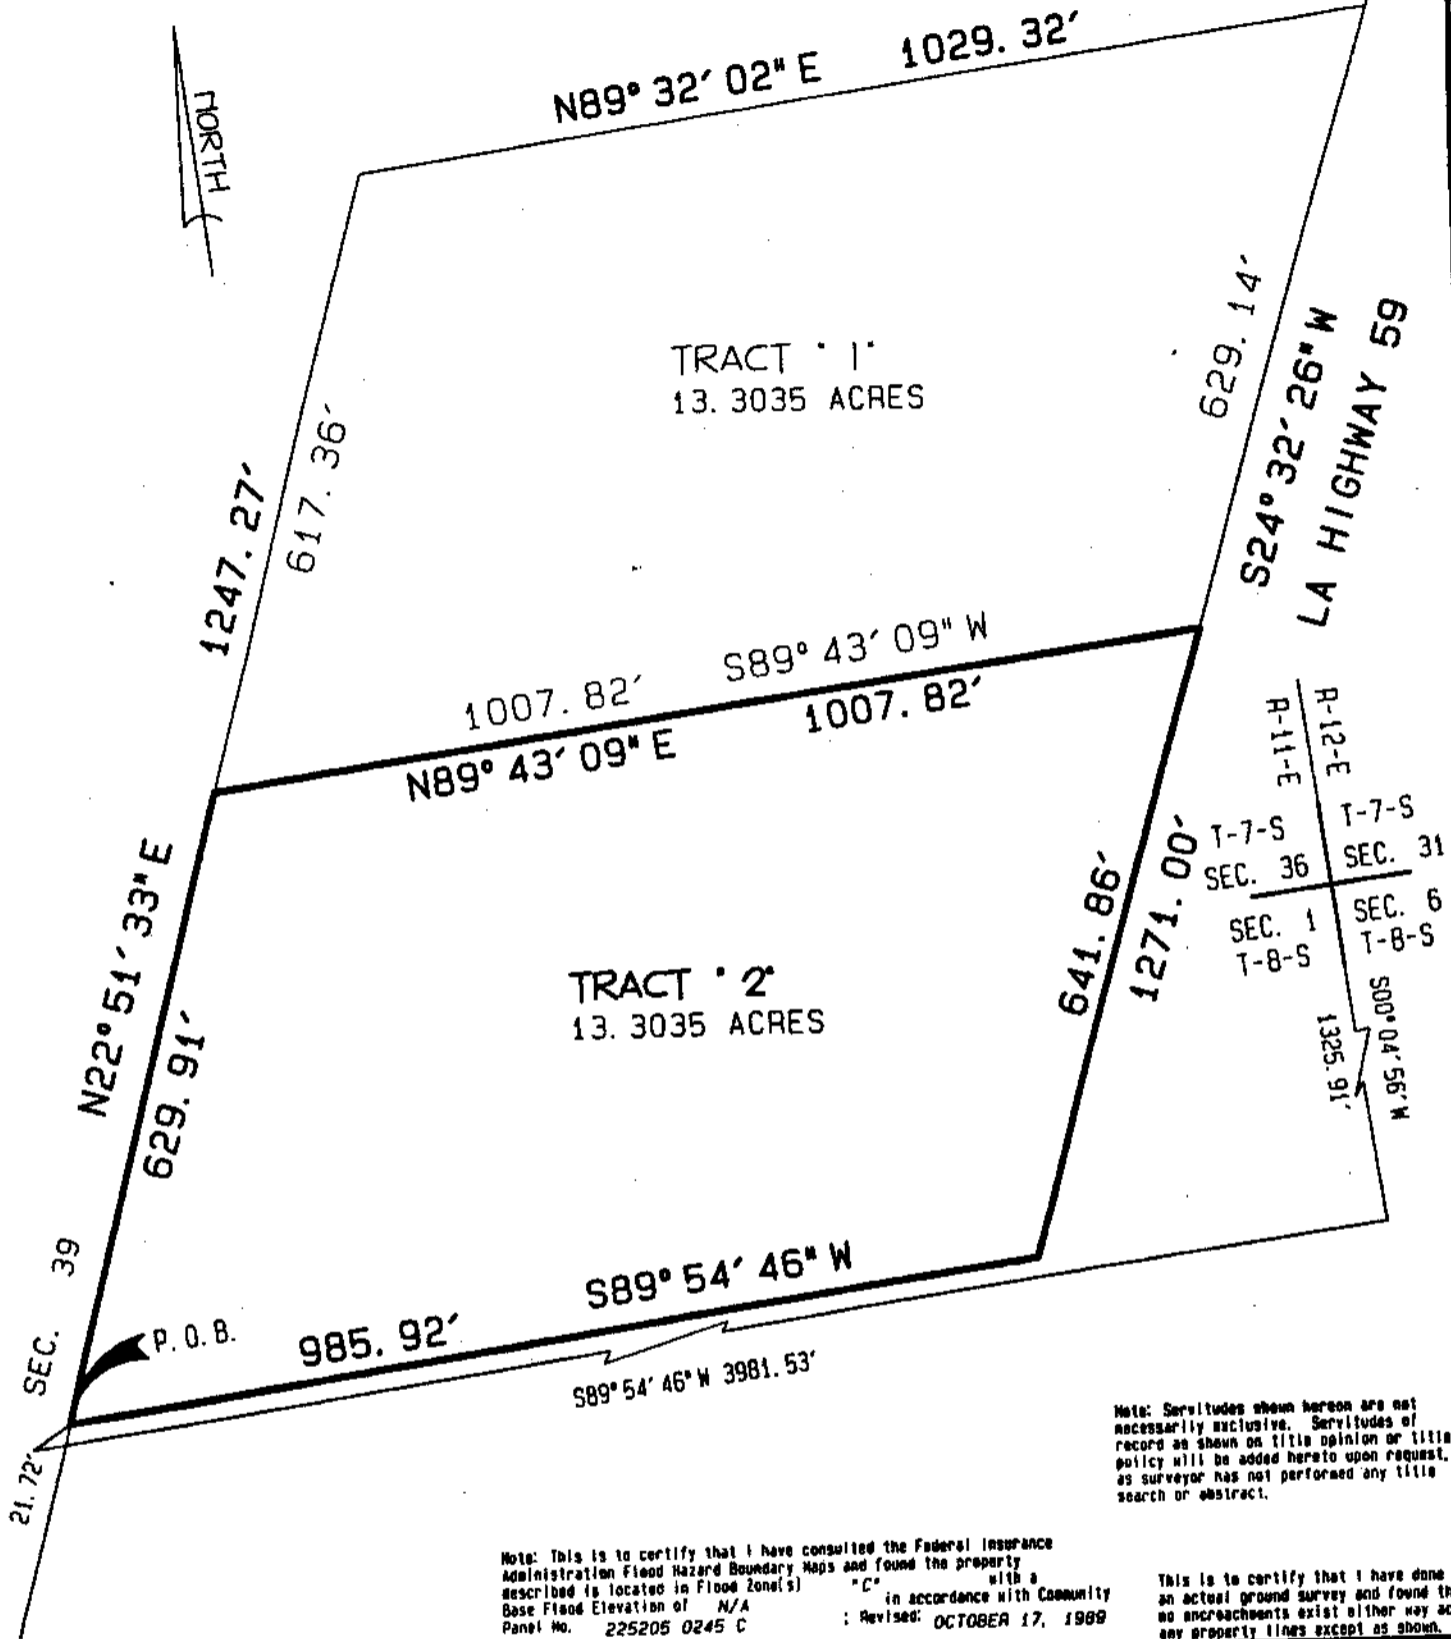 NORTH
N89° 32′ 02" E 1029. 32′
TRACT " 1"
13. 3035 ACRES
629. 14′
S24° 32′ 26" W
LA HIGHWAY 59
1247. 27′
617. 36′
1007. 82′ S89° 43′ 09" W
N89° 43′ 09" E 1007. 82′
R-12-E
R-11-E
T-7-S T-7-S
SEC. 36 SEC. 31
SEC. 1 SEC. 6
T-8-S T-8-S
S00° 04′ 56" W
1325. 91′
N22° 51′ 33" E
629. 91′
641. 86′
1271. 00′
TRACT " 2"
13. 3035 ACRES
SEC. 39
P. O. B.
985. 92′ S89° 54′ 46" W
S89° 54′ 46" W 3981. 53′
21. 72′
Note: Servitudes shown hereon are not
necessarily exclusive. Servitudes of
record as shown on title opinion or title
policy will be added hereto upon request,
as surveyor has not performed any title
search or abstract.
Note: This is to certify that I have consulted the Federal Insurance
Administration Flood Hazard Boundary Maps and found the property
described is located in Flood Zone(s) "C" with a
Base Flood Elevation of N/A in accordance with Community
Panel No. 225205 0245 C ; Revised: OCTOBER 17, 1989
This is to certify that I have done
an actual ground survey and found
no encroachments exist either way
any property lines except as shown.